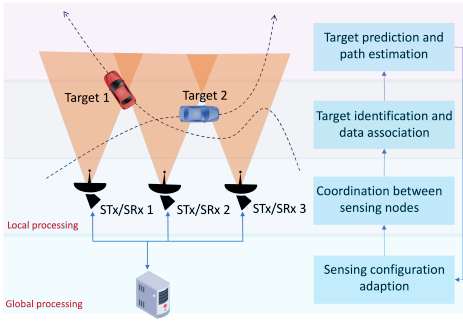 Target prediction and
path estimation
Target 1
Target 2
Target identification and
data association
STx/SRx 1
STx/SRx 2
STx/SRx 3
Coordination between
sensing nodes
Local processing
Sensing configuration
adaption
Global processing